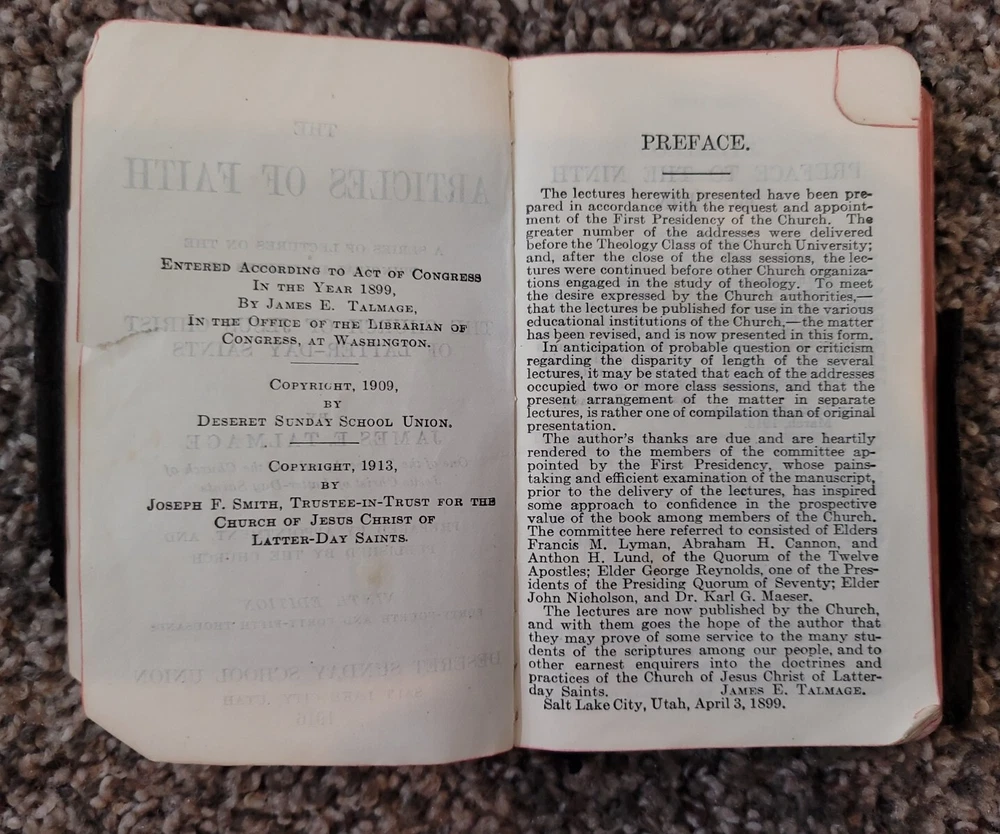 ENTERED ACCORDING TO ACT OF CONGRESS
IN THE YEAR 1899,
BY JAMES E. TALMAGE,
IN THE OFFICE OF THE LIBRARIAN OF
CONGRESS, AT WASHINGTON.
COPYRIGHT, 1909,
BY
DESERET SUNDAY SCHOOL UNION.
COPYRIGHT, 1913,
BY
JOSEPH F. SMITH, TRUSTEE-IN-TRUST FOR THE
CHURCH OF JESUS CHRIST OF
LATTER-DAY SAINTS.
PREFACE.
The lectures herewith presented have been pre-
pared in accordance with the request and appoint-
ment of the First Presidency of the Church. The
greater number of the addresses were delivered
before the Theology Class of the Church University;
and, after the close of the class sessions, the lec-
tures were continued before other Church organiza-
tions engaged in the study of theology. To meet
the desire expressed by the Church authorities,—
that the lectures be published for use in the various
educational institutions of the Church,—the matter
has been revised, and is now presented in this form.
In anticipation of probable question or criticism
regarding the disparity of length of the several
lectures, it may be stated that each of the addresses
occupied two or more class sessions, and that the
present arrangement of the matter in separate
lectures, is rather one of compilation than of original
presentation.
The author's thanks are due and are heartily
rendered to the members of the committee ap-
pointed by the First Presidency, whose pains-
taking and efficient examination of the manuscript,
prior to the delivery of the lectures, has inspired
some approach to confidence in the prospective
value of the book among members of the Church.
The committee here referred to consisted of Elders
Francis M. Lyman, Abraham H. Cannon, and
Anthon H. Lund, of the Quorum of the Twelve
Apostles; Elder George Reynolds, one of the Pres-
idents of the Presiding Quorum of Seventy; Elder
John Nicholson, and Dr. Karl G. Maeser.
The lectures are now published by the Church,
and with them goes the hope of the author that
they may prove of some service to the many stu-
dents of the scriptures among our people, and to
other earnest enquirers into the doctrines and
practices of the Church of Jesus Christ of Latter-
day Saints. JAMES E. TALMAGE.
Salt Lake City, Utah, April 3, 1899.